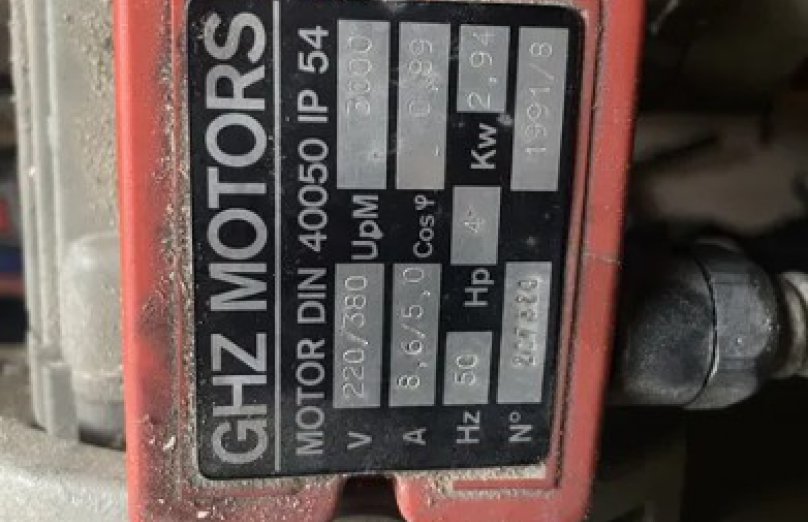 GHZ MOTORS
MOTOR DIN 40050 IP 54
V 220/380 UpM 3000
A 8,6/5,0 Cos φ 0,89
Hz 50 Hp 4 Kw 2,94
N° 1991/8